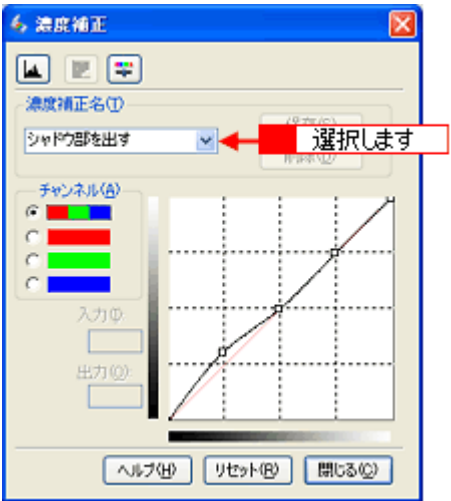 濃度補正
濃度補正名(T)
シャドウ部を出す
選択します
削除(D)
チャンネル(A)
入力(I):
出力(O):
ヘルプ(H)
リセット(R)
閉じる(C)